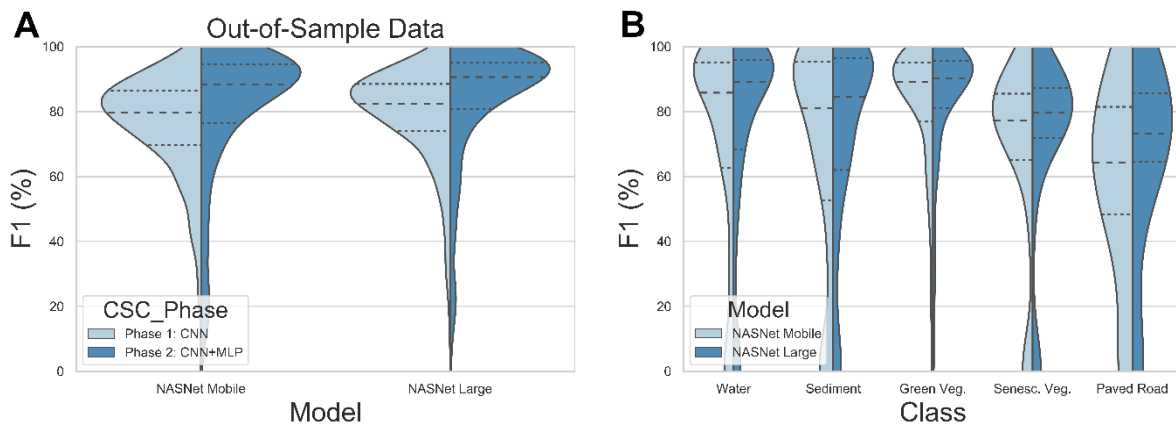 A
Out-of-Sample Data
F1 (%)
100
80
60
40
20
0
CSC_Phase
Phase 1: CNN
Phase 2: CNN+MLP
NASNet Mobile
NASNet Large
Model
B
F1 (%)
100
80
60
40
20
0
Model
NASNet Mobile
NASNet Large
Water
Sediment
Green Veg.
Senesc. Veg.
Paved Road
Class